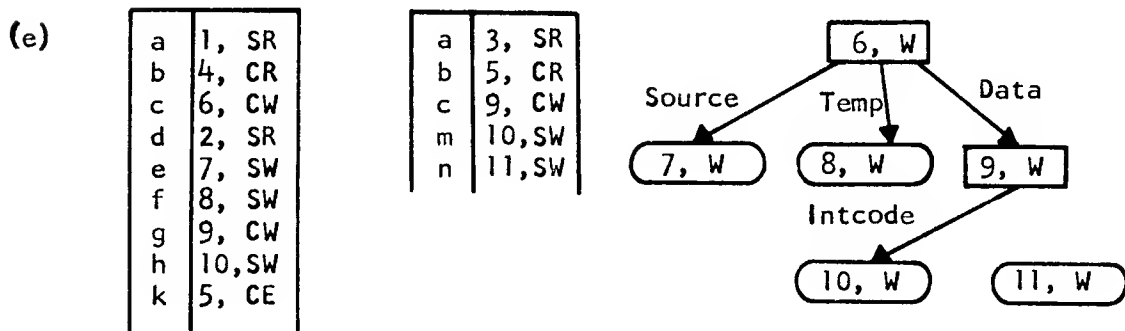 (e)
a 1, SR
b 4, CR
c 6, CW
d 2, SR
e 7, SW
f 8, SW
g 9, CW
h 10,SW
k 5, CE
a 3, SR
b 5, CR
c 9, CW
m 10,SW
n 11,SW
6, W
Source Temp Data
7, W 8, W 9, W
Intcode
10, W 11, W